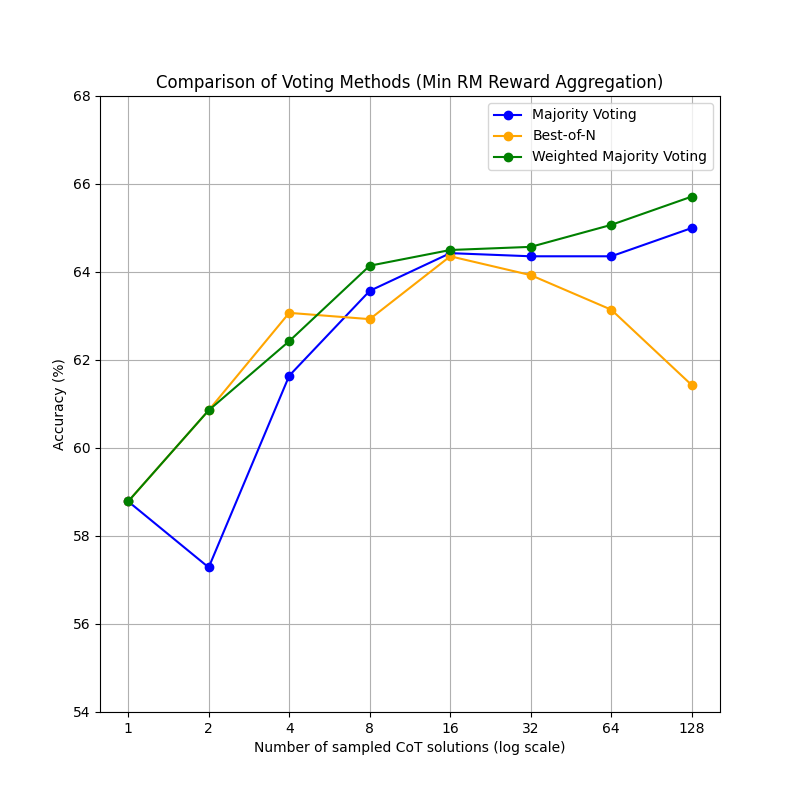 Comparison of Voting Methods (Min RM Reward Aggregation)
68
66
64
62
60
58
56
54
Accuracy (%)
Majority Voting
Best-of-N
Weighted Majority Voting
1 2 4 8 16 32 64 128
Number of sampled CoT solutions (log scale)